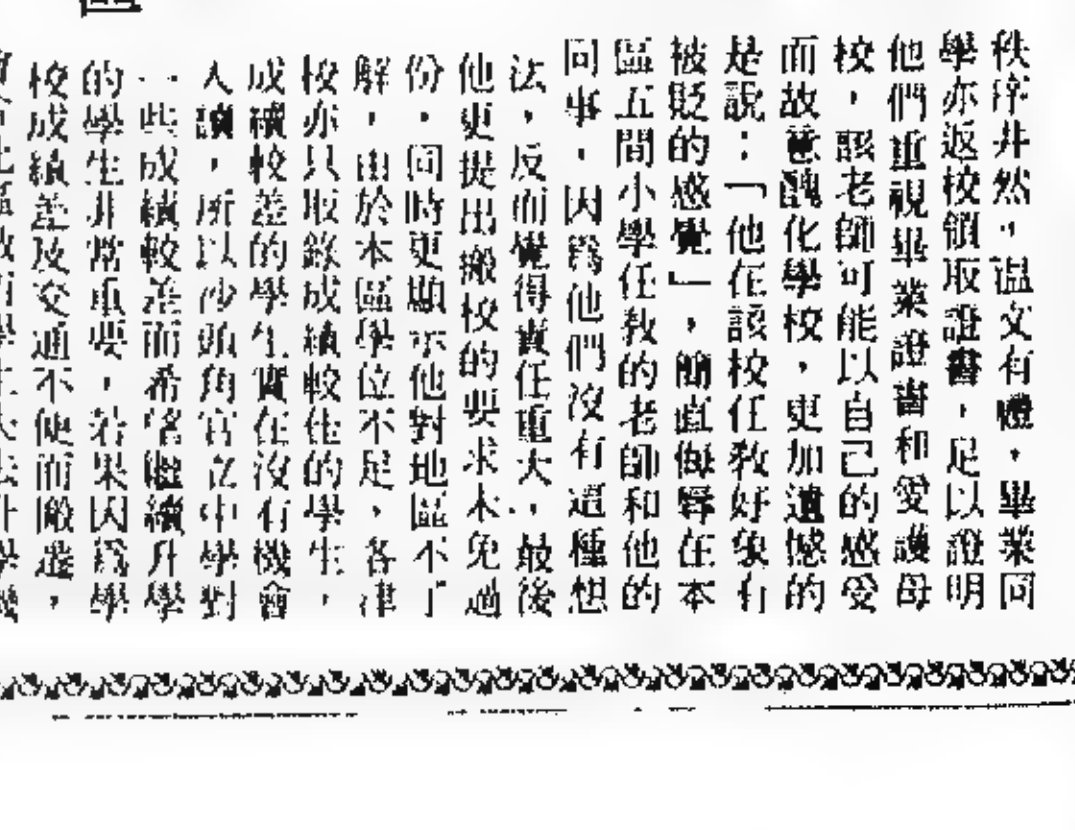 秩序井然,温文有禮,畢業同
學亦返校領取證書,足以證明
他們重視畢業證書和愛護母
校,該老師可能以自己的感受
而故意醜化學校,更加遺憾的
是說:「他在該校任教好象有
被貶的感覺」,簡直侮辱在本
區五間小學任教的老師和他的
同事,因為他們沒有這種想
法,反而覺得責任重大,最後
他更提出搬校的要求未免過
份,同時更顯示他對地區不了
解,由於本區學位不足,各津
校亦只取錄成績較佳的學生,
成績較差的學生實在沒有機會
入讀,所以沙頭角官立中學對
一些成績較差而希望繼續升學
的學生非常重要,若果因為學
校成績差及交通不便而搬遷,